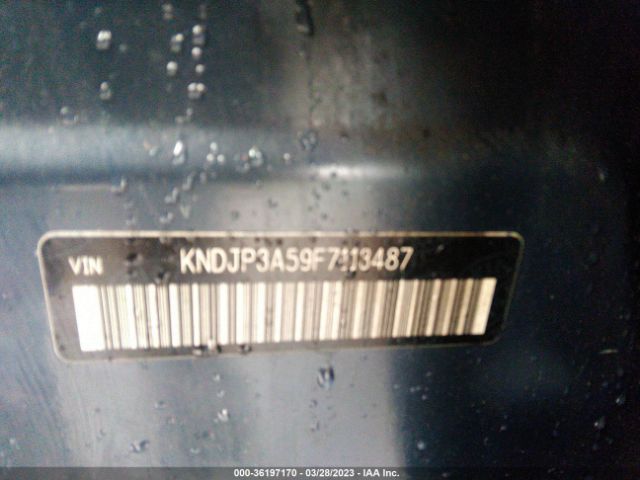 VIN KNDJP3A59F7113487
000-36197170 | 03/28/2023 | IAA Inc.